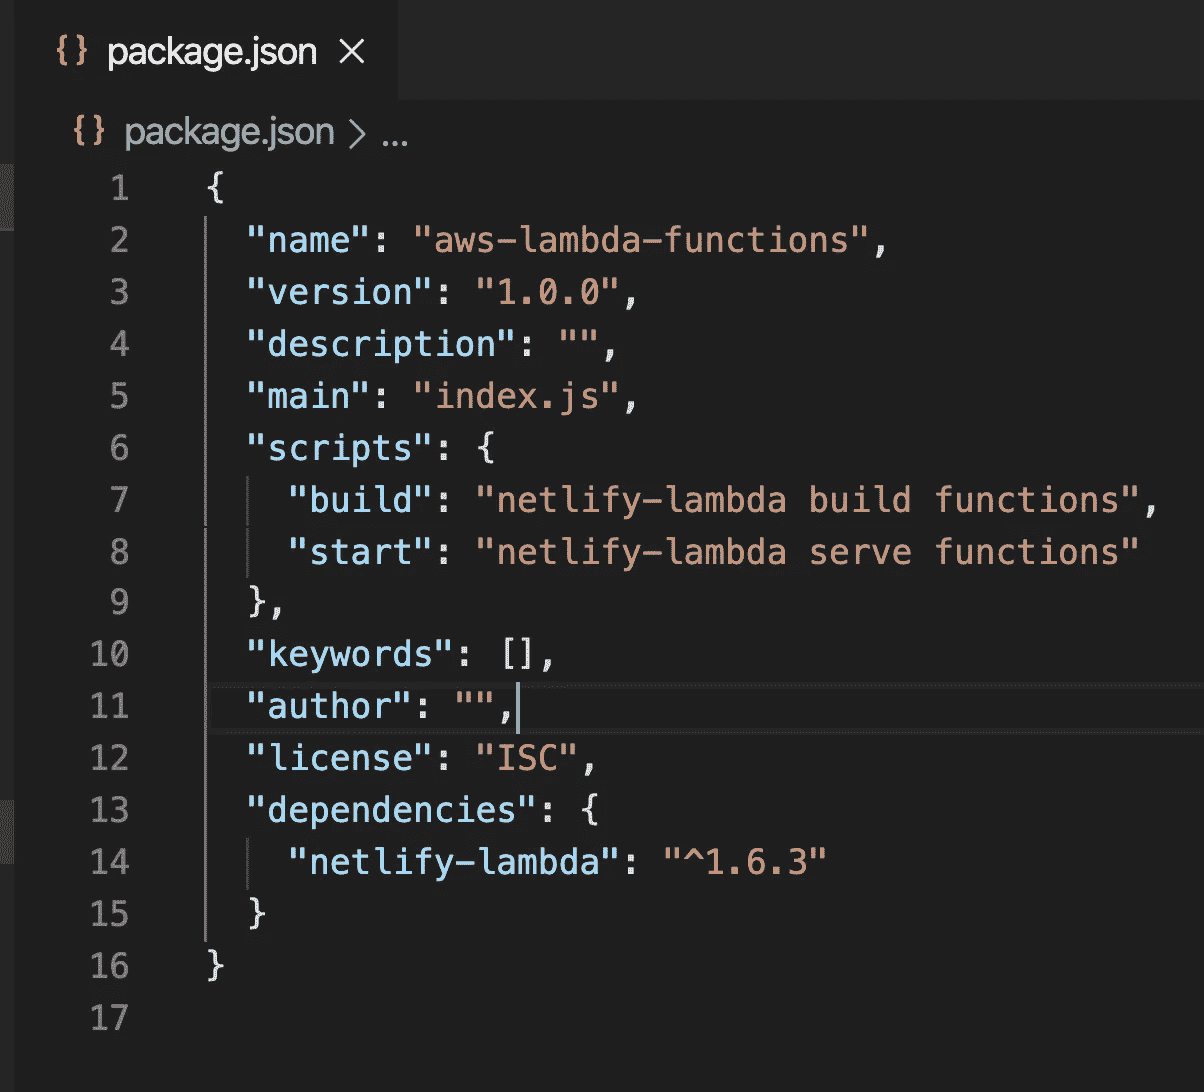 {} package.json ×
{} package.json > ...
1 {
2   "name": "aws-lambda-functions",
3   "version": "1.0.0",
4   "description": "",
5   "main": "index.js",
6   "scripts": {
7     "build": "netlify-lambda build functions",
8     "start": "netlify-lambda serve functions"
9   },
10   "keywords": [],
11   "author": "",
12   "license": "ISC",
13   "dependencies": {
14     "netlify-lambda": "^1.6.3"
15   }
16 }
17